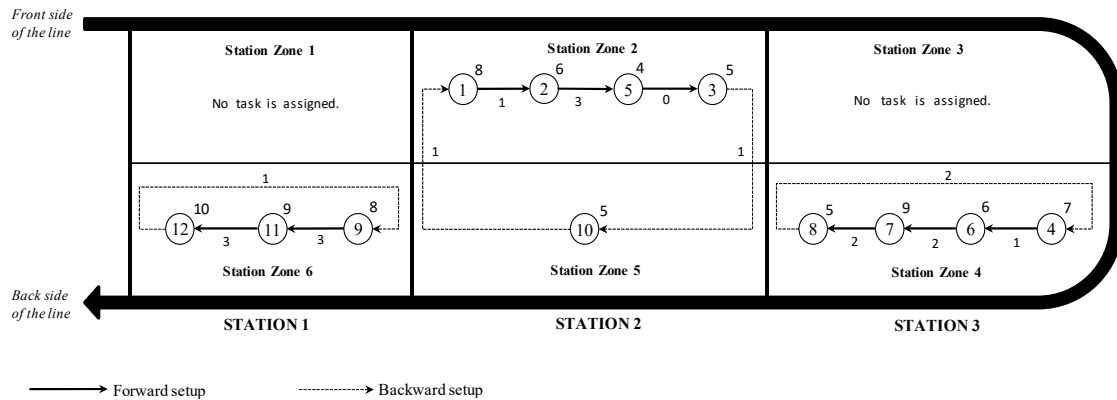 Front side
of the line
Station Zone 1
Station Zone 2
Station Zone 3
8 6 4 5
1 2 5 3
1 3 0
No task is assigned.
No task is assigned.
1 1
1
2
10 9 8
12 11 9
3 3
5
10
5 9 6 7
8 7 6 4
2 2 1
Station Zone 6
Station Zone 5
Station Zone 4
Back side
of the line
STATION 1
STATION 2
STATION 3
Forward setup
Backward setup